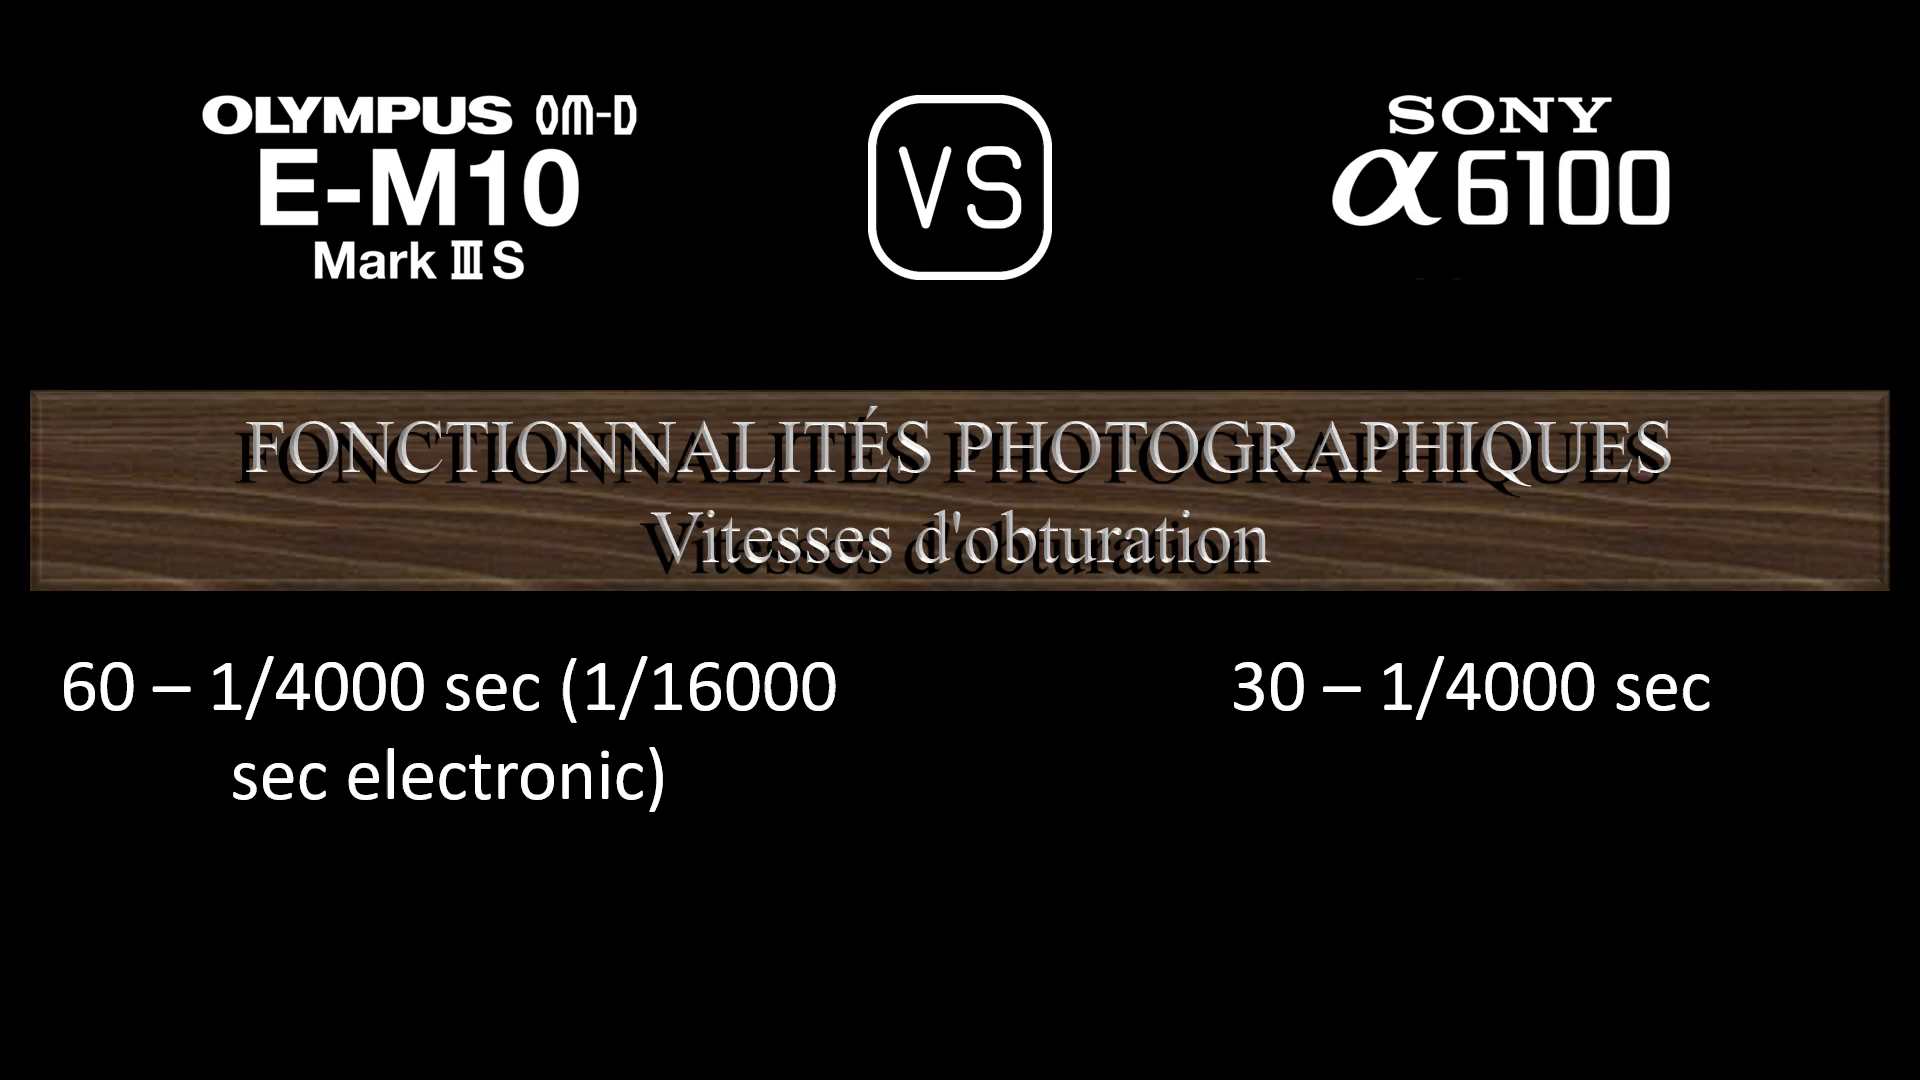 OLYMPUS OM-D
E-M10
Mark III S
VS
SONY
α6100
FONCTIONNALITÉS PHOTOGRAPHIQUES
Vitesses d'obturation
60 – 1/4000 sec (1/16000
sec electronic)
30 – 1/4000 sec